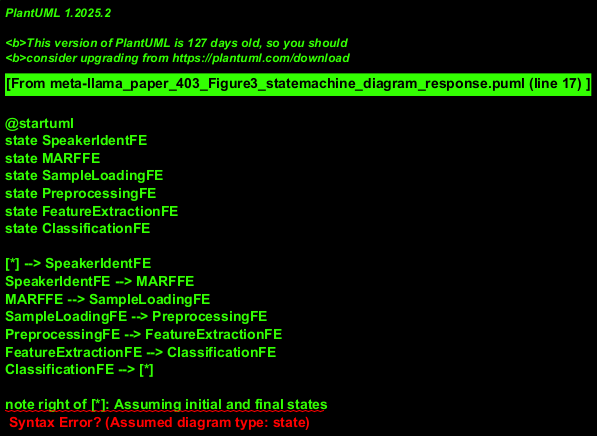 PlantUML 1.2025.2
<b>This version of PlantUML is 127 days old, so you should
<b>consider upgrading from https://plantuml.com/download
[From meta-llama_paper_403_Figure3_statemachine_diagram_response.puml (line 17) ]
@startuml
state SpeakerIdentFE
state MARFFE
state SampleLoadingFE
state PreprocessingFE
state FeatureExtractionFE
state ClassificationFE
[*] --> SpeakerIdentFE
SpeakerIdentFE --> MARFFE
MARFFE --> SampleLoadingFE
SampleLoadingFE --> PreprocessingFE
PreprocessingFE --> FeatureExtractionFE
FeatureExtractionFE --> ClassificationFE
ClassificationFE --> [*]
note right of [*]: Assuming initial and final states
Syntax Error? (Assumed diagram type: state)